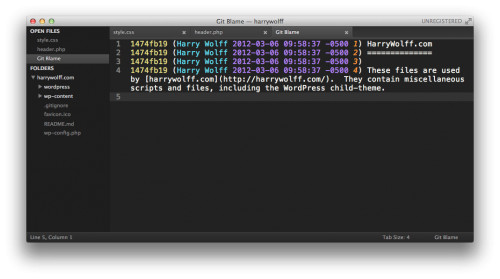 Git Blame — harrywolff
UNREGISTERED
OPEN FILES
style.css
header.php
Git Blame
FOLDERS
harrywolff.com
wordpress
wp-content
.gitignore
favicon.ico
README.md
wp-config.php
style.css × header.php × Git Blame ×
1 1474fb19 (Harry Wolff 2012-03-06 09:58:37 -0500 1) HarryWolff.com
2 1474fb19 (Harry Wolff 2012-03-06 09:58:37 -0500 2) ==============
3 1474fb19 (Harry Wolff 2012-03-06 09:58:37 -0500 3)
4 1474fb19 (Harry Wolff 2012-03-06 09:58:37 -0500 4) These files are used
by [harrywolff.com](http://harrywolff.com/). They contain miscellaneous
scripts and files, including the WordPress child-theme.
5
Line 5, Column 1
Tab Size: 4
Git Blame